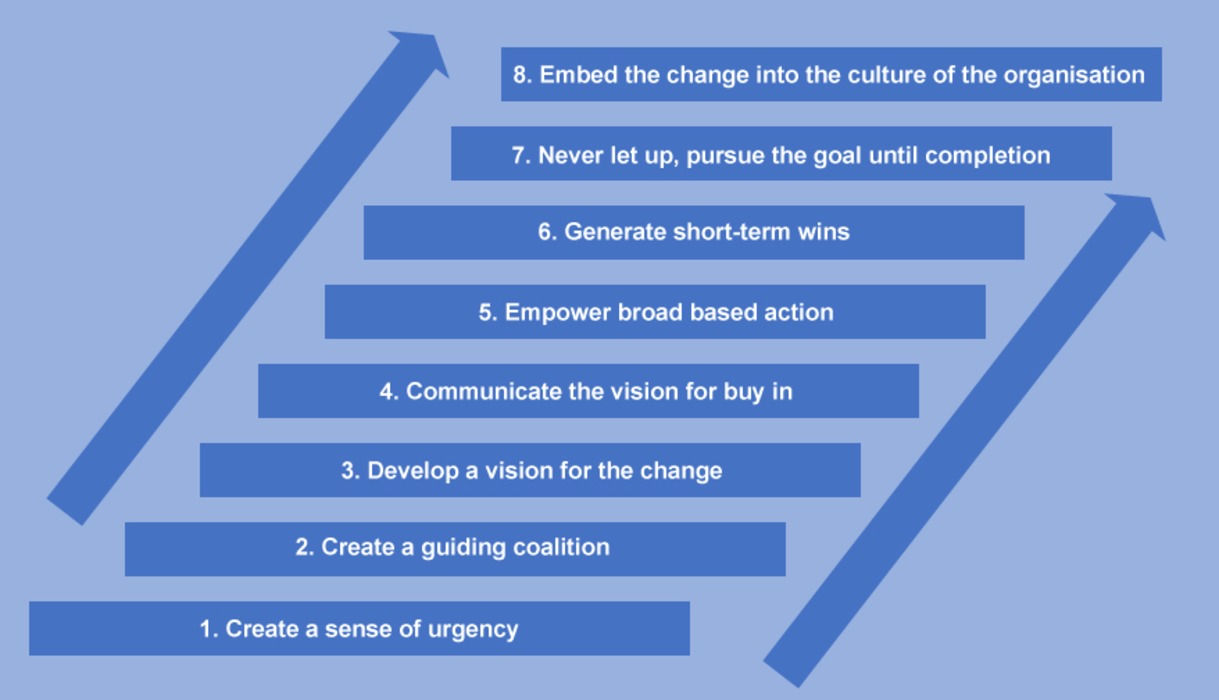 8. Embed the change into the culture of the organisation
7. Never let up, pursue the goal until completion
6. Generate short-term wins
5. Empower broad based action
4. Communicate the vision for buy in
3. Develop a vision for the change
2. Create a guiding coalition
1. Create a sense of urgency